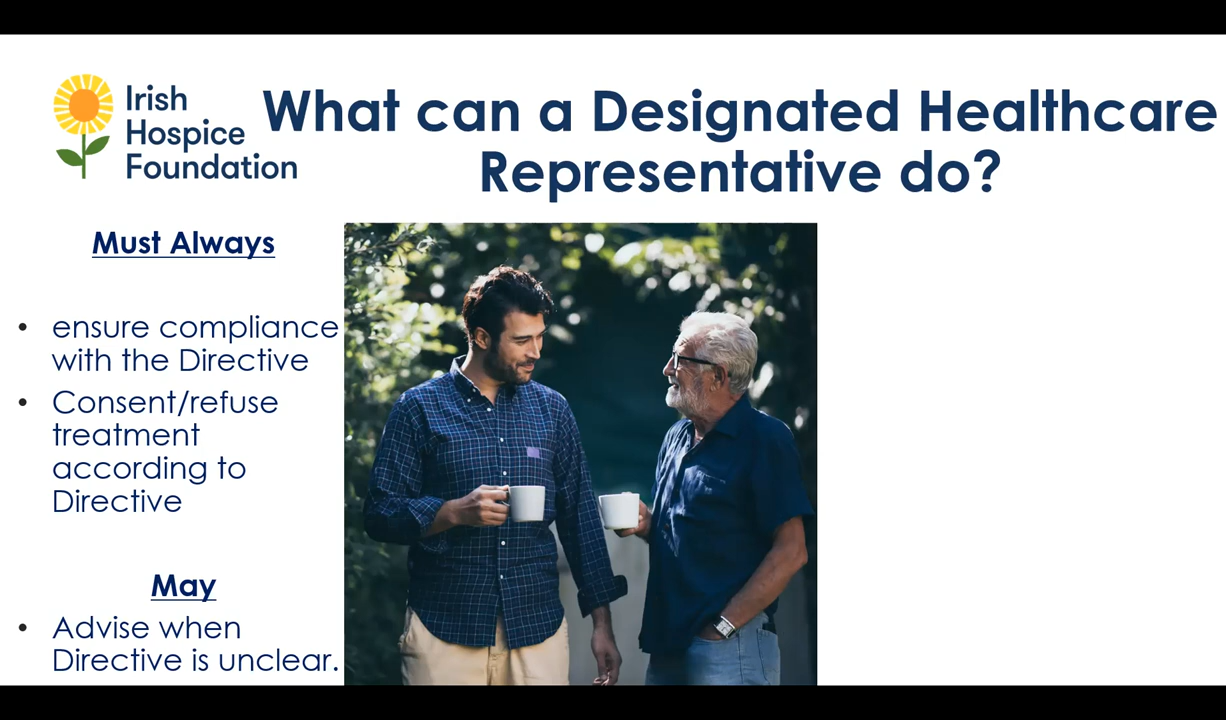 Irish
Hospice
Foundation
What can a Designated Healthcare
Representative do?
Must Always
• ensure compliance
with the Directive
• Consent/refuse
treatment
according to
Directive
May
• Advise when
Directive is unclear.